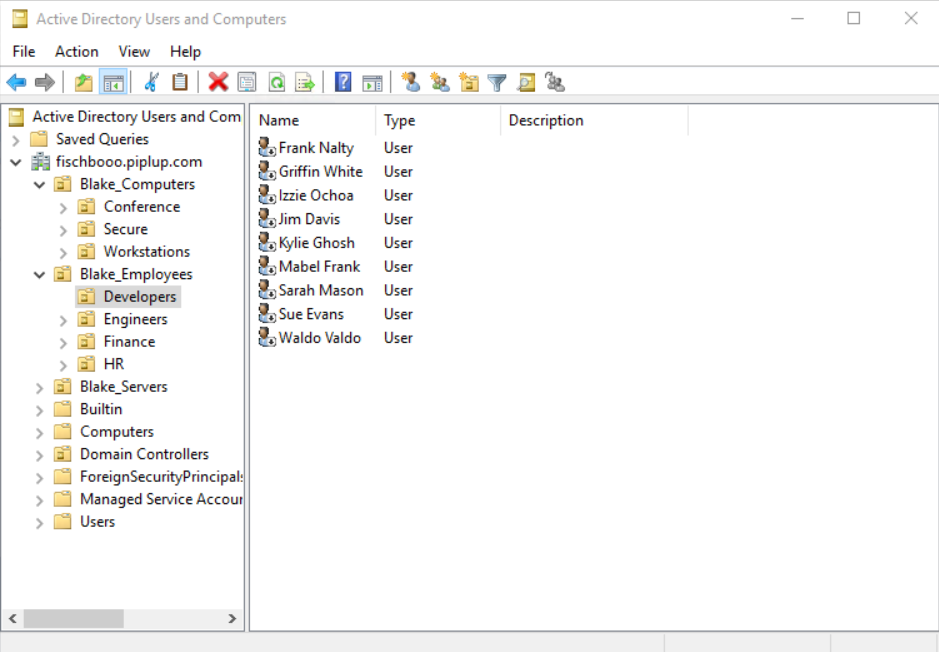 Active Directory Users and Computers
File Action View Help
Active Directory Users and Com
Saved Queries
fischbooo.piplup.com
Blake_Computers
Conference
Secure
Workstations
Blake_Employees
Developers
Engineers
Finance
HR
Blake_Servers
Builtin
Computers
Domain Controllers
ForeignSecurityPrincipals
Managed Service Accour
Users
Name Type Description
Frank Nalty User
Griffin White User
Izzie Ochoa User
Jim Davis User
Kylie Ghosh User
Mabel Frank User
Sarah Mason User
Sue Evans User
Waldo Valdo User